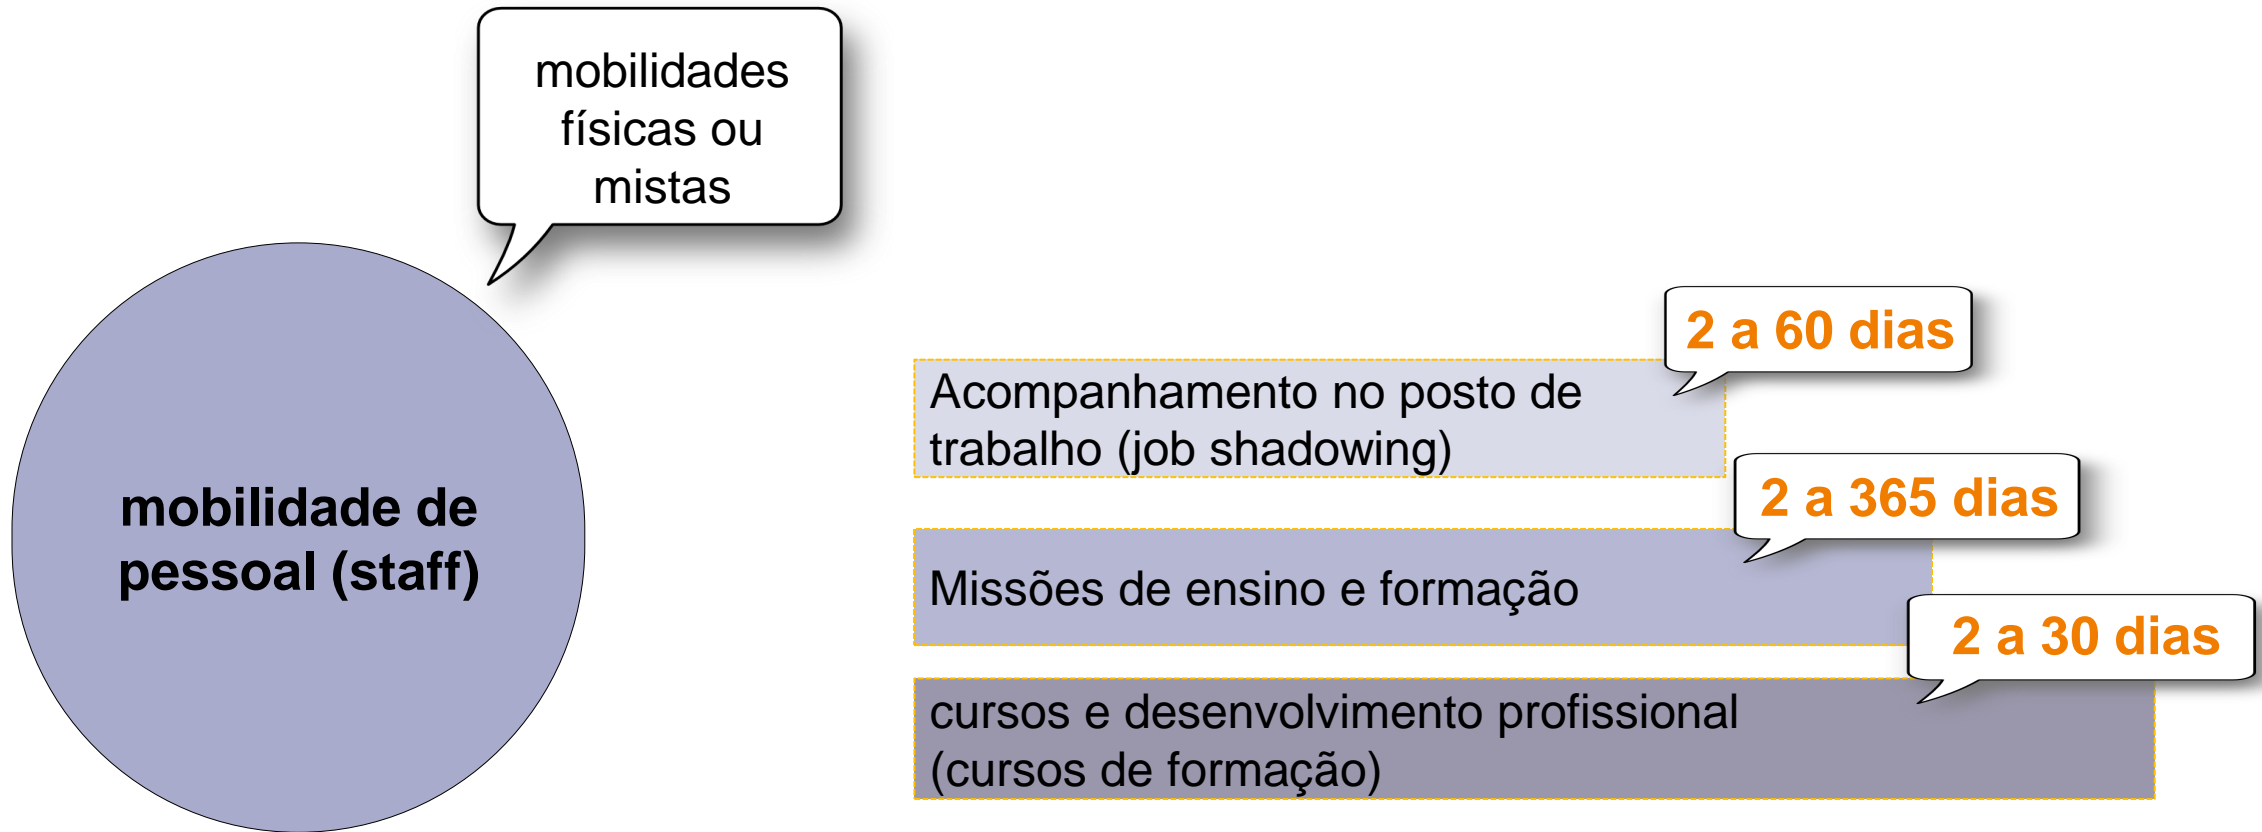 mobilidades
físicas ou
mistas
mobilidade de
pessoal (staff)
2 a 60 dias
Acompanhamento no posto de
trabalho (job shadowing)
2 a 365 dias
Missões de ensino e formação
2 a 30 dias
cursos e desenvolvimento profissional
(cursos de formação)